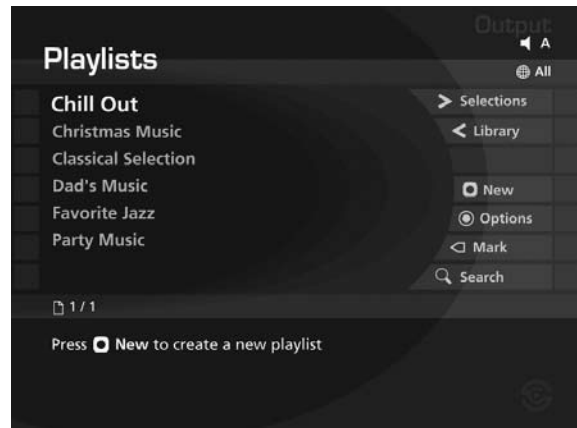 Output
A
Playlists
All
Chill Out
Selections
Christmas Music
Library
Classical Selection
Dad's Music
New
Favorite Jazz
Options
Party Music
Mark
Search
1 / 1
Press New to create a new playlist